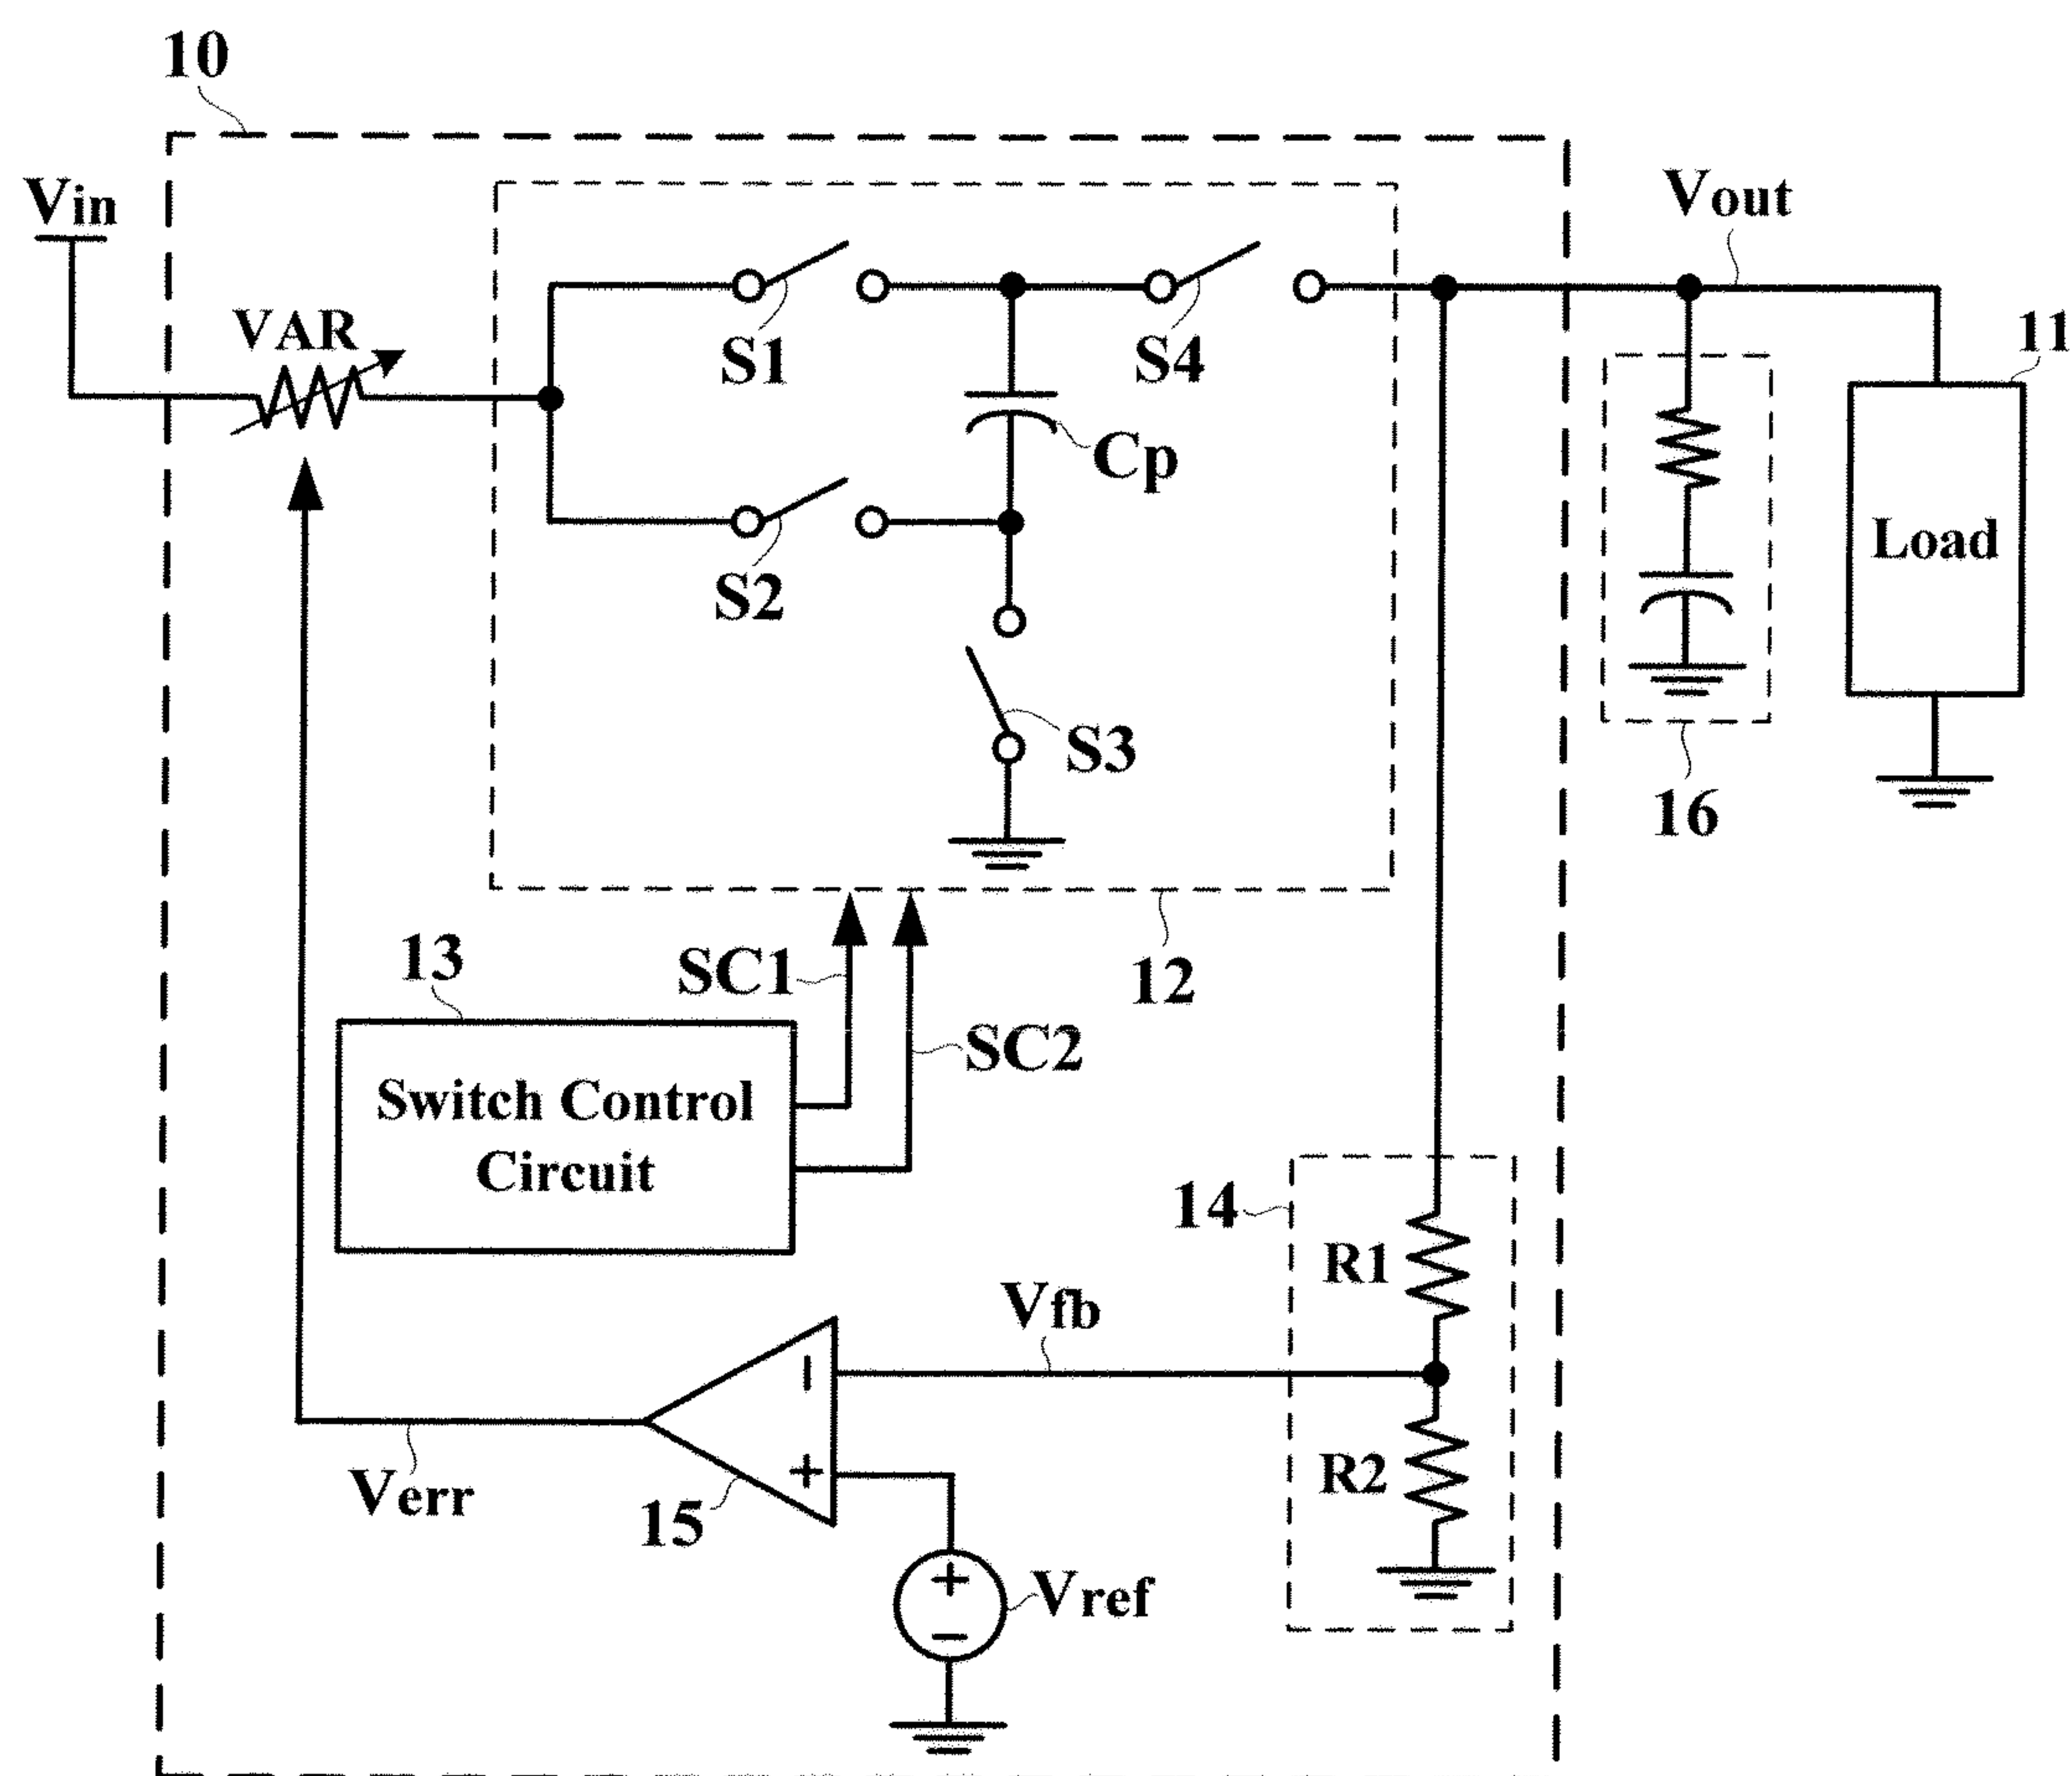 10
Vin
Vout
VAR
S1
S4
11
Cp
Load
S2
S3
16
13
SC1
12
SC2
Switch Control
Circuit
14
R1
Vfb
−
+
R2
Verr
15
+
Vref
−